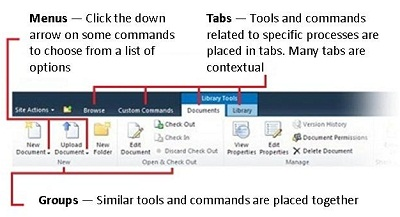 Menus — Click the down
arrow on some commands
to choose from a list of
options
Tabs — Tools and commands
related to specific processes are
placed in tabs. Many tabs are
contextual
Library Tools
Site Actions Browse Custom Commands Documents Library
New
Document
Upload
Document
New
Folder
Edit
Document
Check Out
Check In
Discard Check Out
View
Properties
Edit
Properties
Version History
Document Permissions
Delete Document
New
Open & Check Out
Manage
Groups — Similar tools and commands are placed together